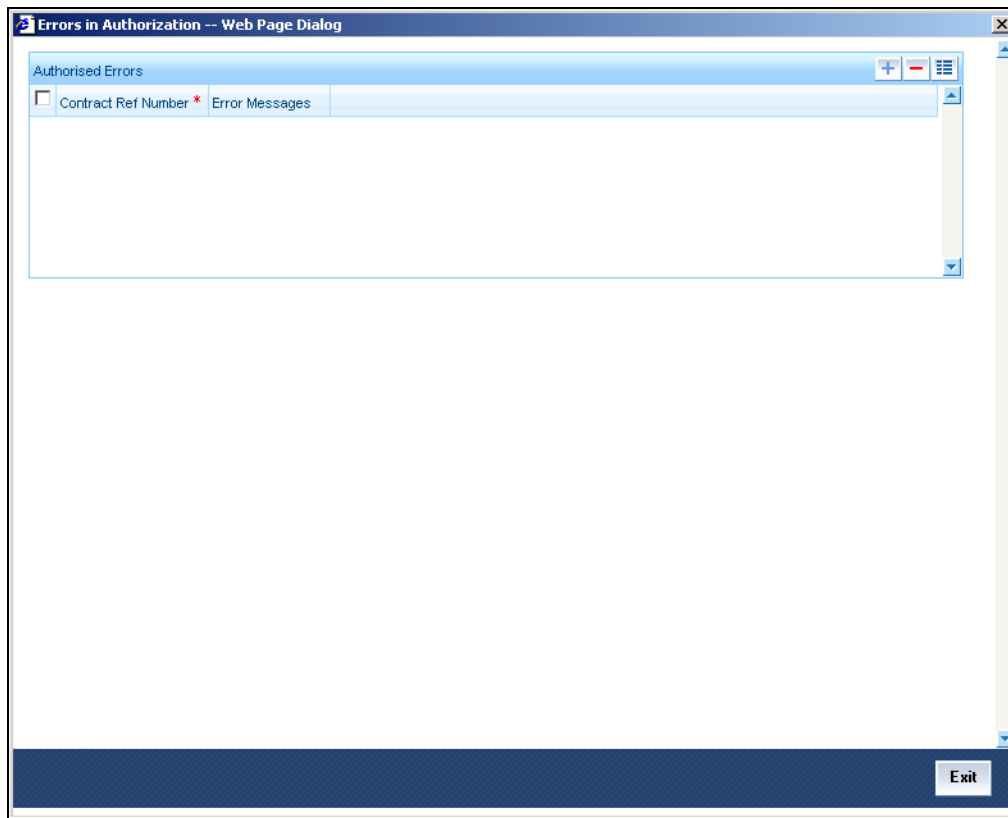 Errors in Authorization -- Web Page Dialog
Authorised Errors
Contract Ref Number * Error Messages
Exit